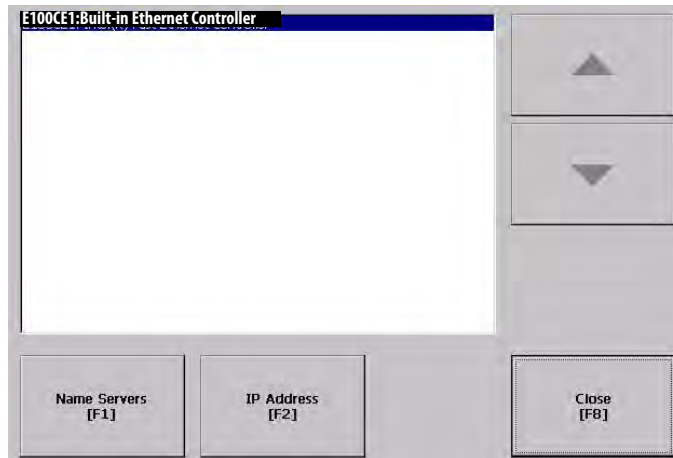 E100CE1:Built-in Ethernet Controller
Name Servers
[F1]
IP Address
[F2]
Close
[F8]